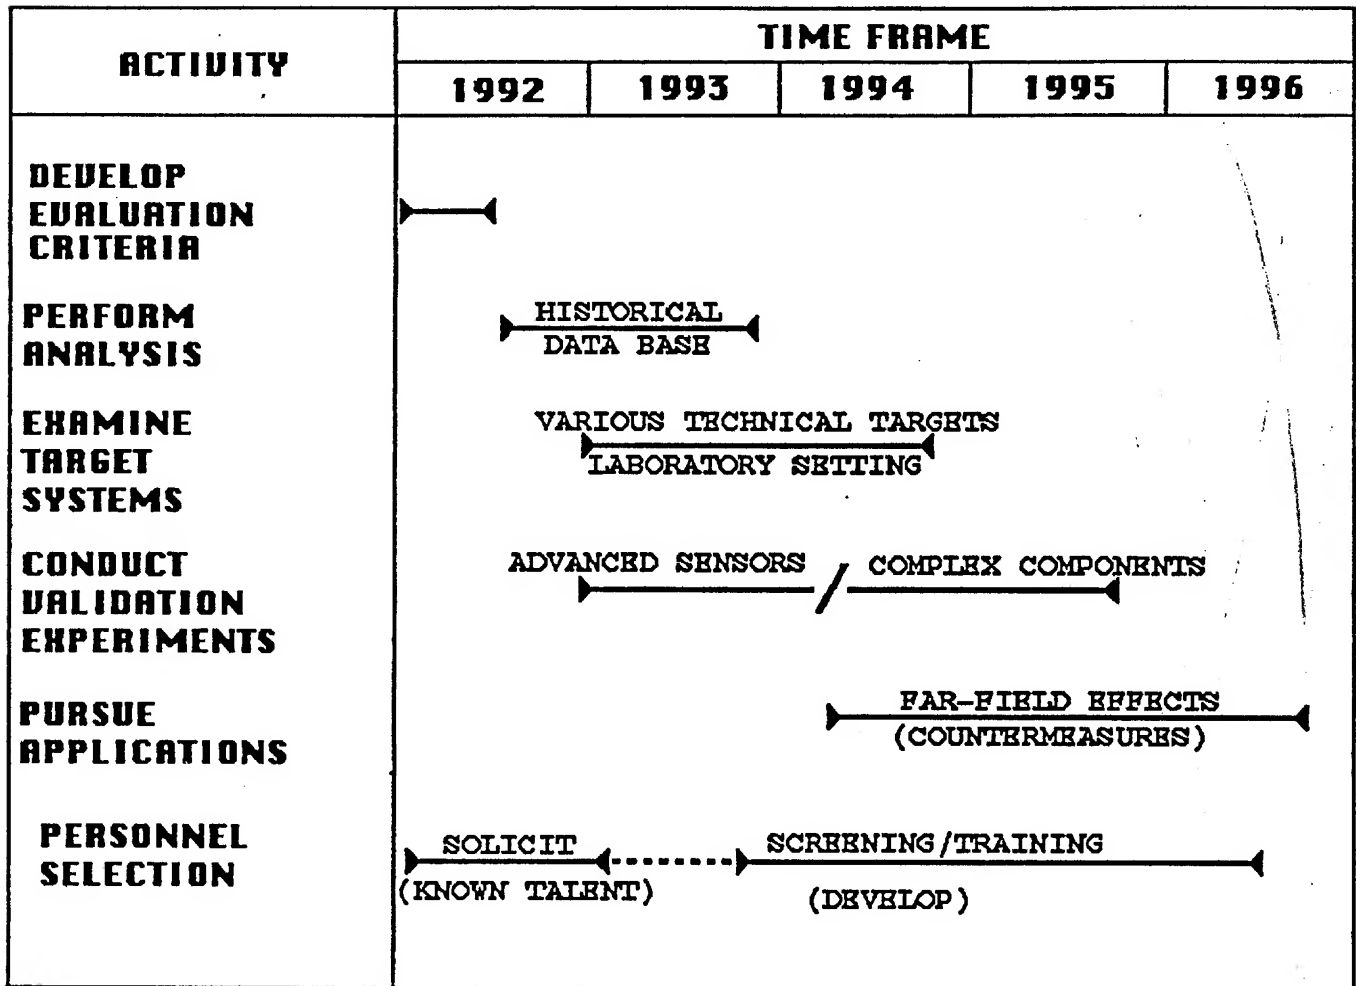 ACTIVITY
TIME FRAME
1992 1993 1994 1995 1996
DEVELOP
EVALUATION
CRITERIA
PERFORM
ANALYSIS
HISTORICAL
DATA BASE
EXAMINE
TARGET
SYSTEMS
VARIOUS TECHNICAL TARGETS
LABORATORY SETTING
CONDUCT
VALIDATION
EXPERIMENTS
ADVANCED SENSORS / COMPLEX COMPONENTS
PURSUE
APPLICATIONS
FAR-FIELD EFFECTS
(COUNTERMEASURES)
PERSONNEL
SELECTION
SOLICIT
(KNOWN TALENT)
SCREENING/TRAINING
(DEVELOP)